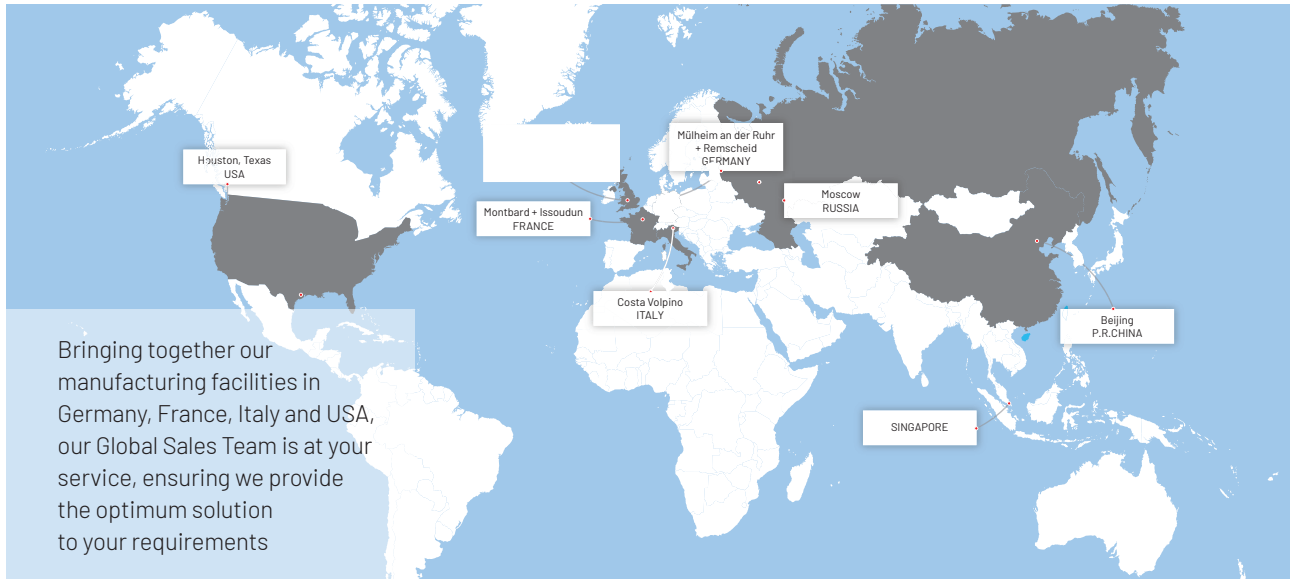 Mülheim an der Ruhr
+ Remscheid
GERMANY
Houston, Texas
USA
Moscow
RUSSIA
Montbard + Issoudun
FRANCE
Costa Volpino
ITALY
Beijing
P.R.CHINA
SINGAPORE
Bringing together our
manufacturing facilities in
Germany, France, Italy and USA,
our Global Sales Team is at your
service, ensuring we provide
the optimum solution
to your requirements